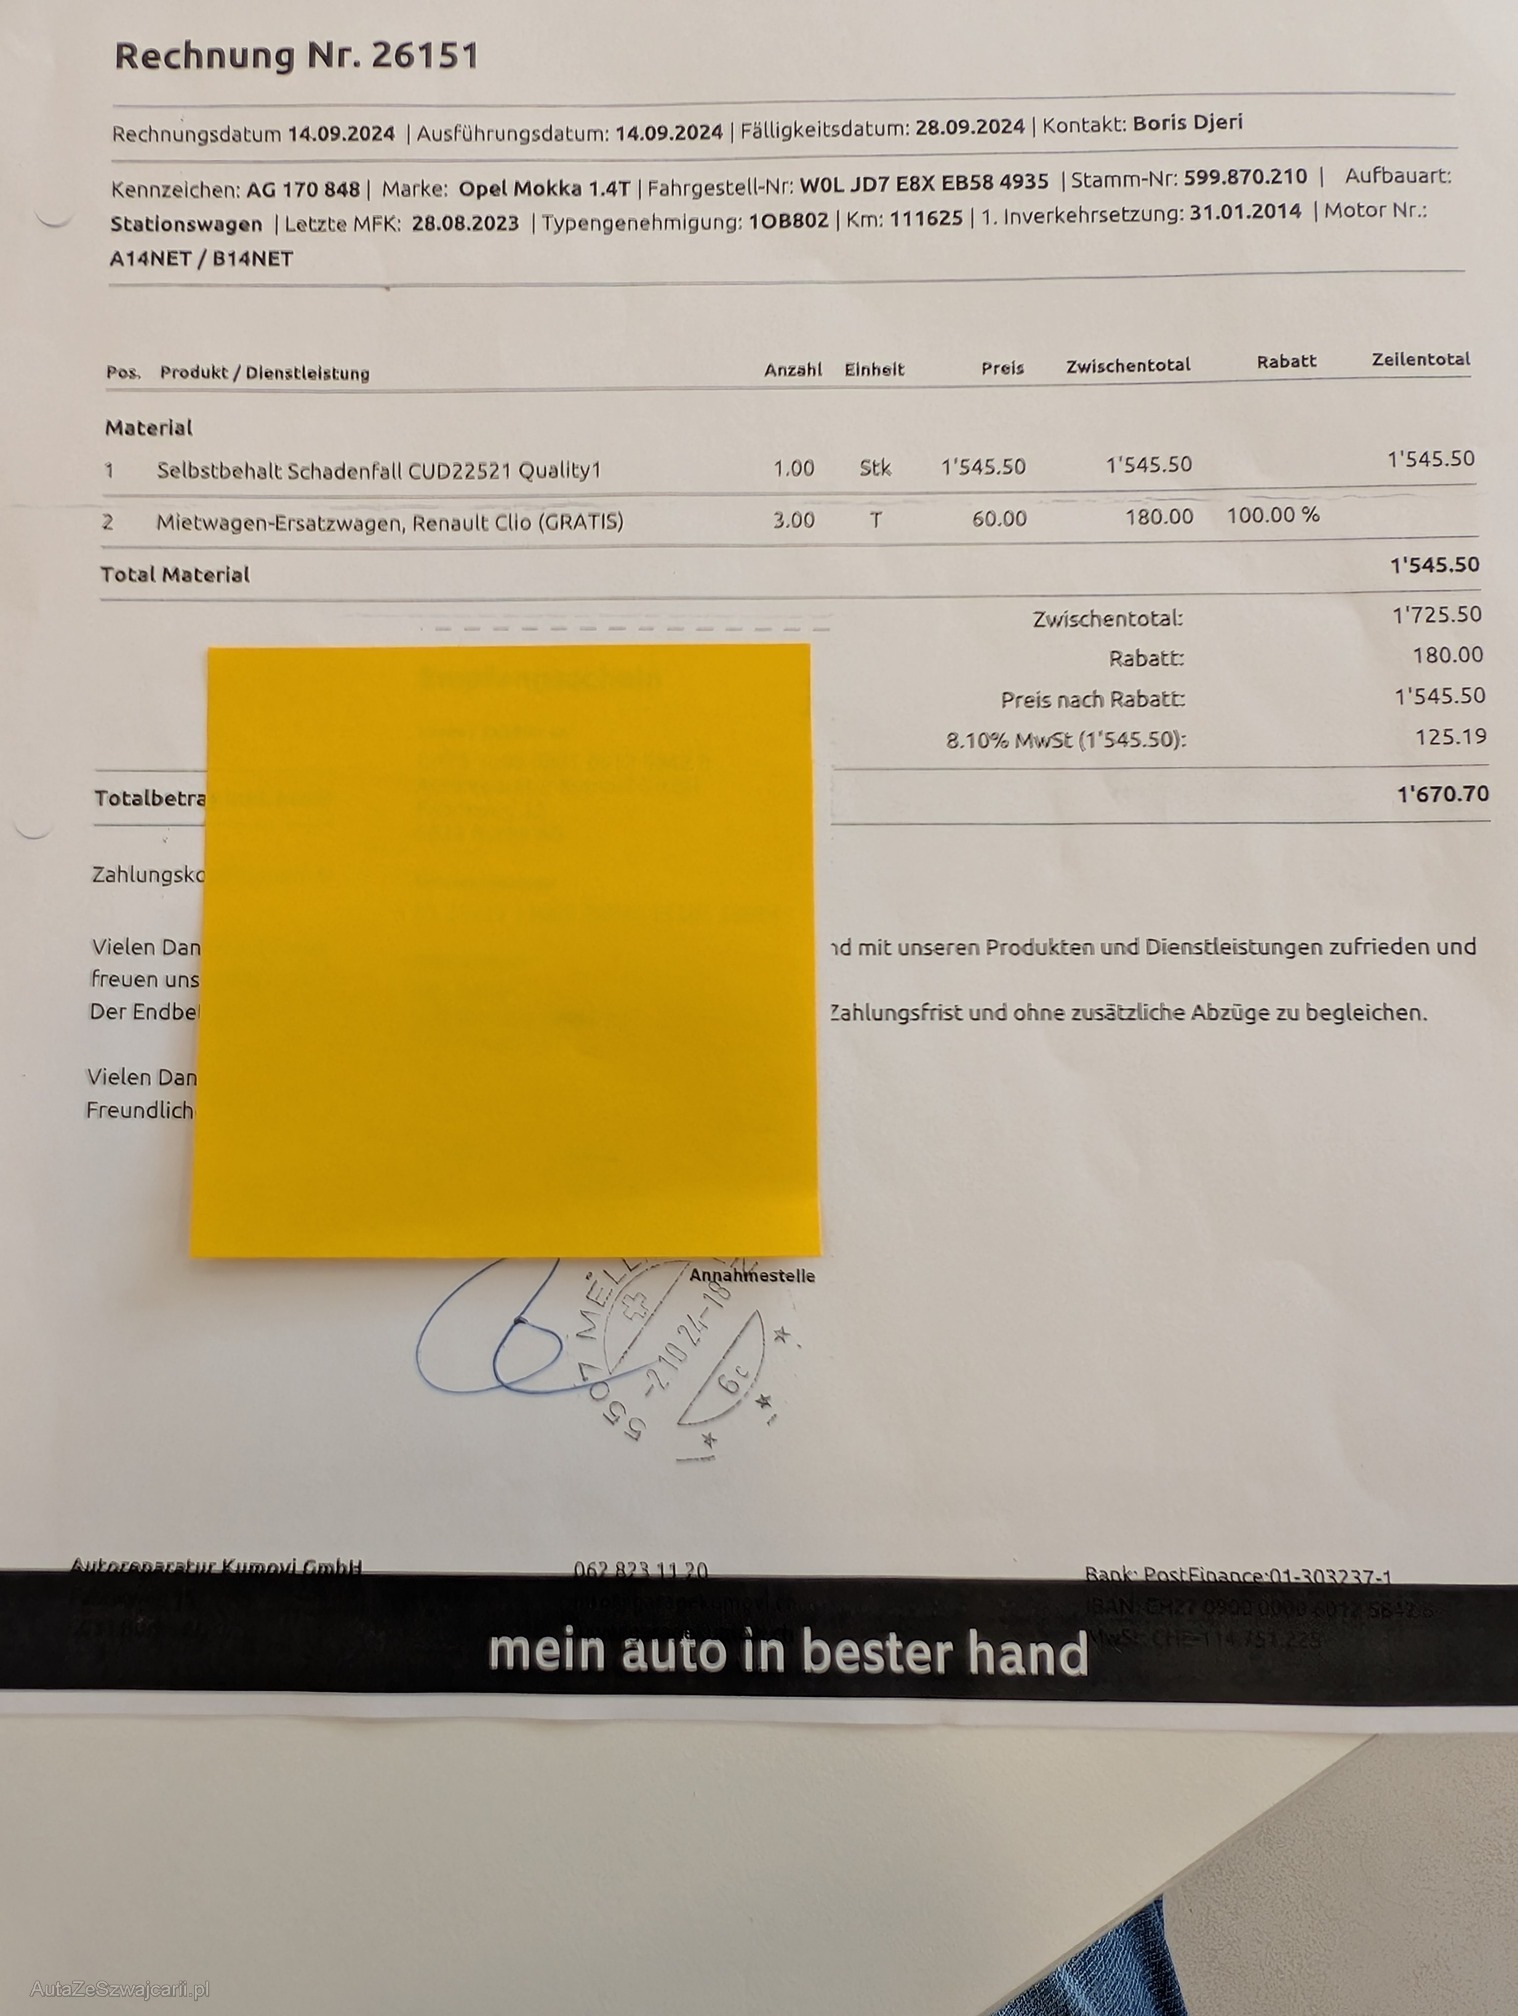 Rechnung Nr. 26151
Rechnungsdatum 14.09.2024 | Ausführungsdatum: 14.09.2024 | Fälligkeitsdatum: 28.09.2024 | Kontakt: Boris Djeri
Kennzeichen: AG 170 848 | Marke: Opel Mokka 1.4T | Fahrgestell-Nr: W0L JD7 E8X EB58 4935 | Stamm-Nr: 599.870.210 | Aufbauart:
Stationswagen | Letzte MFK: 28.08.2023 | Typengenehmigung: 1OB802 | Km: 111625 | 1. Inverkehrsetzung: 31.01.2014 | Motor Nr.:
A14NET / B14NET
Pos. Produkt / Dienstleistung Anzahl Einheit Preis Zwischentotal Rabatt Zeilentotal
Material
1 Selbstbehalt Schadenfall CUD22521 Quality1 1.00 Stk 1'545.50 1'545.50 1'545.50
2 Mietwagen-Ersatzwagen, Renault Clio (GRATIS) 3.00 T 60.00 180.00 100.00 %
Total Material 1'545.50
Zwischentotal: 1'725.50
Rabatt: 180.00
Preis nach Rabatt: 1'545.50
8.10% MwSt (1'545.50): 125.19
Totalbetra 1'670.70
Zahlungsko
Vielen Dan nd mit unseren Produkten und Dienstleistungen zufrieden und
freuen uns
Der Endbe Zahlungsfrist und ohne zusätzliche Abzüge zu begleichen.
Vielen Dan
Freundlich
Annahmestelle
5507 MELL
-2.10.24-18
6c
Autoreparatur Kumovi GmbH 062 823 11 20 Bank: PostFinance:01-303237-1
mein auto in bester hand
AutaZeSzwajcarii.pl